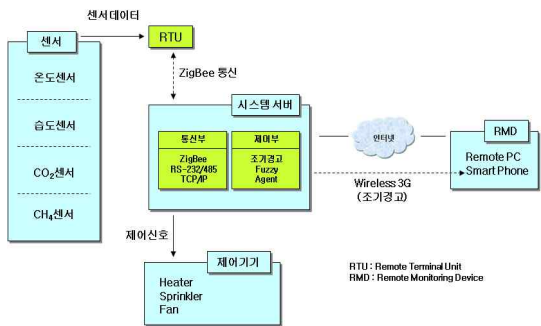 센서데이터
센서
온도센서
습도센서
CO₂센서
CH₄센서
RTU
ZigBee 통신
시스템 서버
통신부
ZigBee
RS-232/485
TCP/IP
제어부
조기경고
Fuzzy
Agent
인터넷
Wireless 3G
(조기경고)
RMD
Remote PC
Smart Phone
제어신호
제어기기
Heater
Sprinkler
Fan
RTU : Remote Terminal Unit
RMD : Remote Monitoring Device